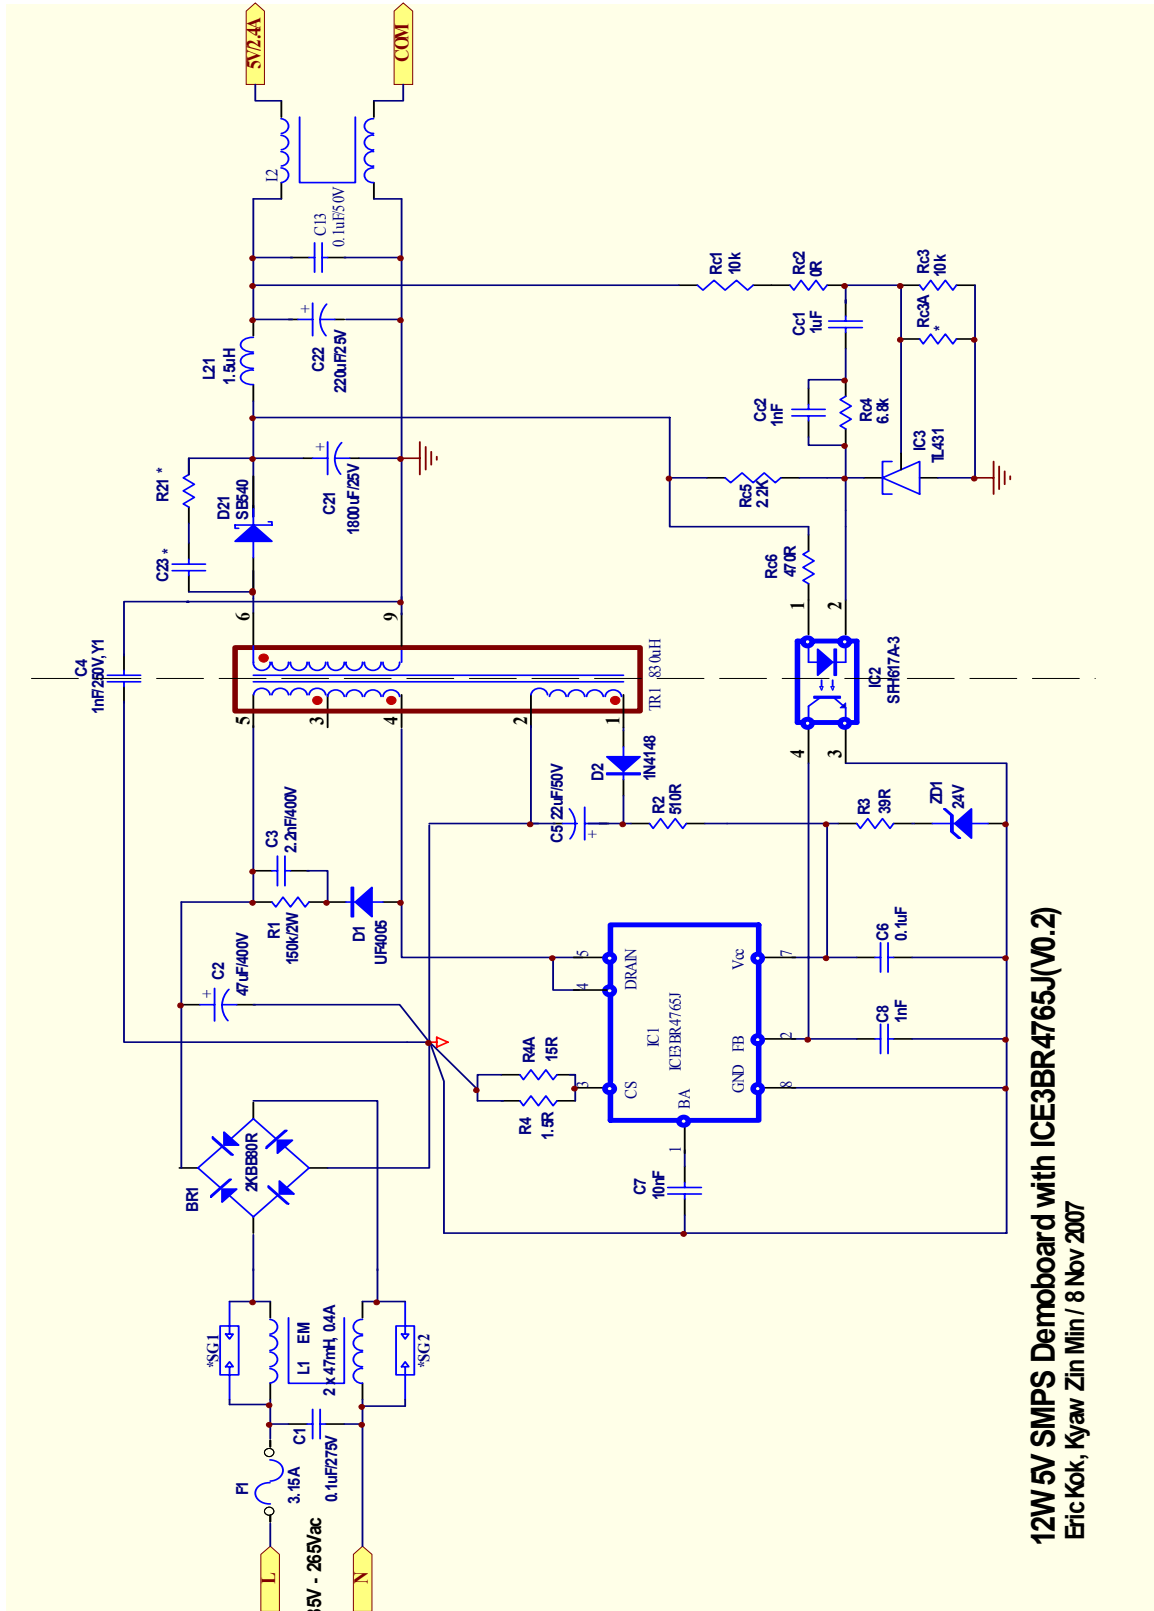 5V/2.4A
COM
L2
C13
0.1uF/50V
L21
1.5uH
C22
220uF/25V
R21 *
C23 *
D21
SB540
C21
1800uF/25V
C4
1nF/250V,Y1
6
9
5
3
4
2
1
TR1 830uH
Rc1
10k
Rc2
0R
Rc3
10k
Rc3A
*
Cc1
1uF
Cc2
1nF
Rc4
6.8k
IC3
TL431
Rc5
2.2K
Rc6
470R
1
2
4
3
IC2
SFH617A-3
D2
1N4148
C5
22uF/50V
R2
510R
R3
39R
ZD1
24V
C3
2.2nF/400V
R1
150k/2W
D1
UF4005
C2
47uF/400V
R4A
15R
R4
1.5R
IC1
ICE3BR4765J
DRAIN
CS
BA
Vcc
FB
GND
5
4
3
1
7
2
8
C6
0.1uF
C8
1nF
C7
10nF
BR1
2KBB80R
*SG1
*SG2
L1 EM
2 x 47mH, 0.4A
C1
0.1uF/275V
F1
3.15A
L
N
85V - 265Vac
12W 5V SMPS Demoboard with ICE3BR4765J(V0.2)
Eric Kok, Kyaw Zin Min / 8 Nov 2007